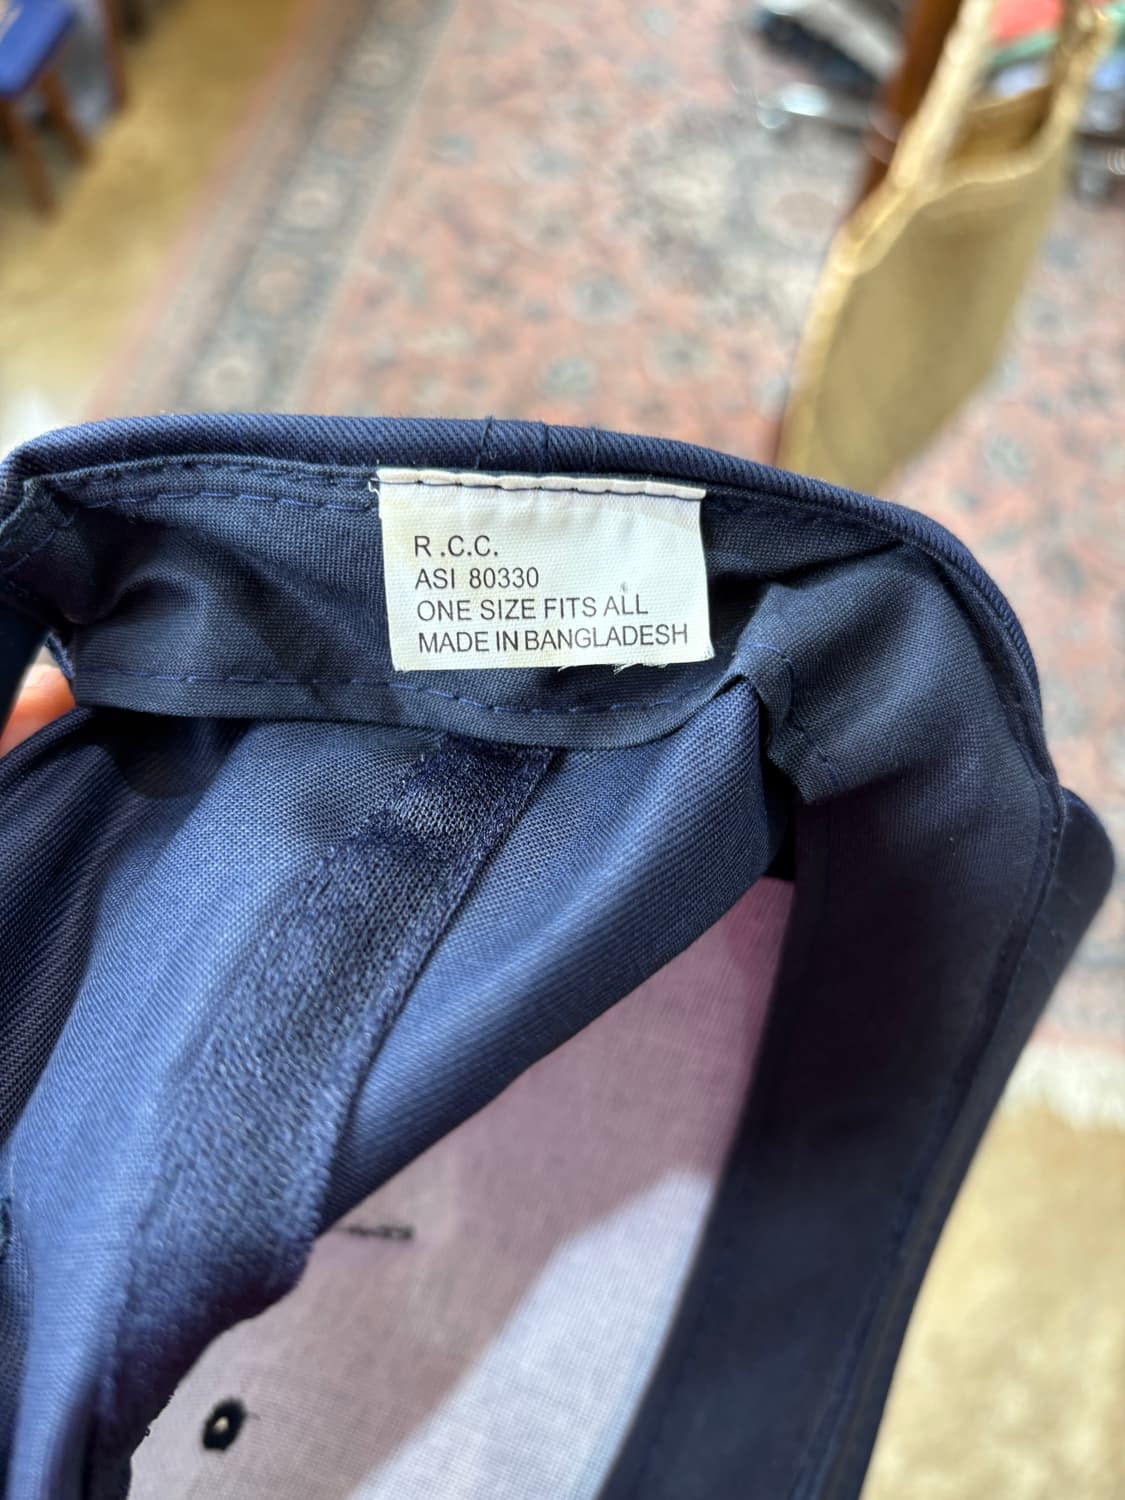 R .C.C.
ASI 80330
ONE SIZE FITS ALL
MADE IN BANGLADESH